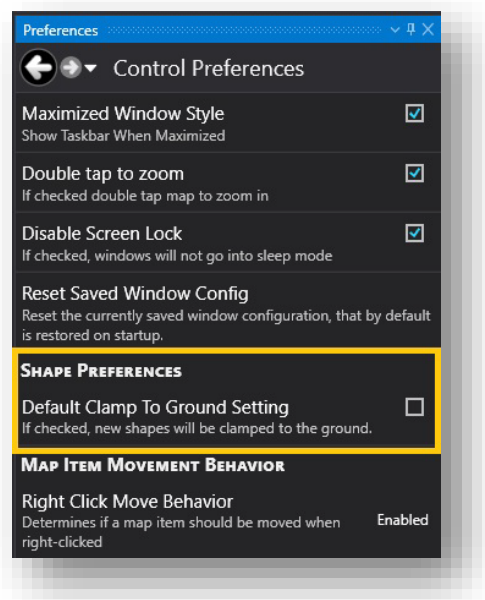 Preferences
Control Preferences
Maximized Window Style
Show Taskbar When Maximized
Double tap to zoom
If checked double tap map to zoom in
Disable Screen Lock
If checked, windows will not go into sleep mode
Reset Saved Window Config
Reset the currently saved window configuration, that by default
is restored on startup.
SHAPE PREFERENCES
Default Clamp To Ground Setting
If checked, new shapes will be clamped to the ground.
MAP ITEM MOVEMENT BEHAVIOR
Right Click Move Behavior
Determines if a map item should be moved when
right-clicked
Enabled